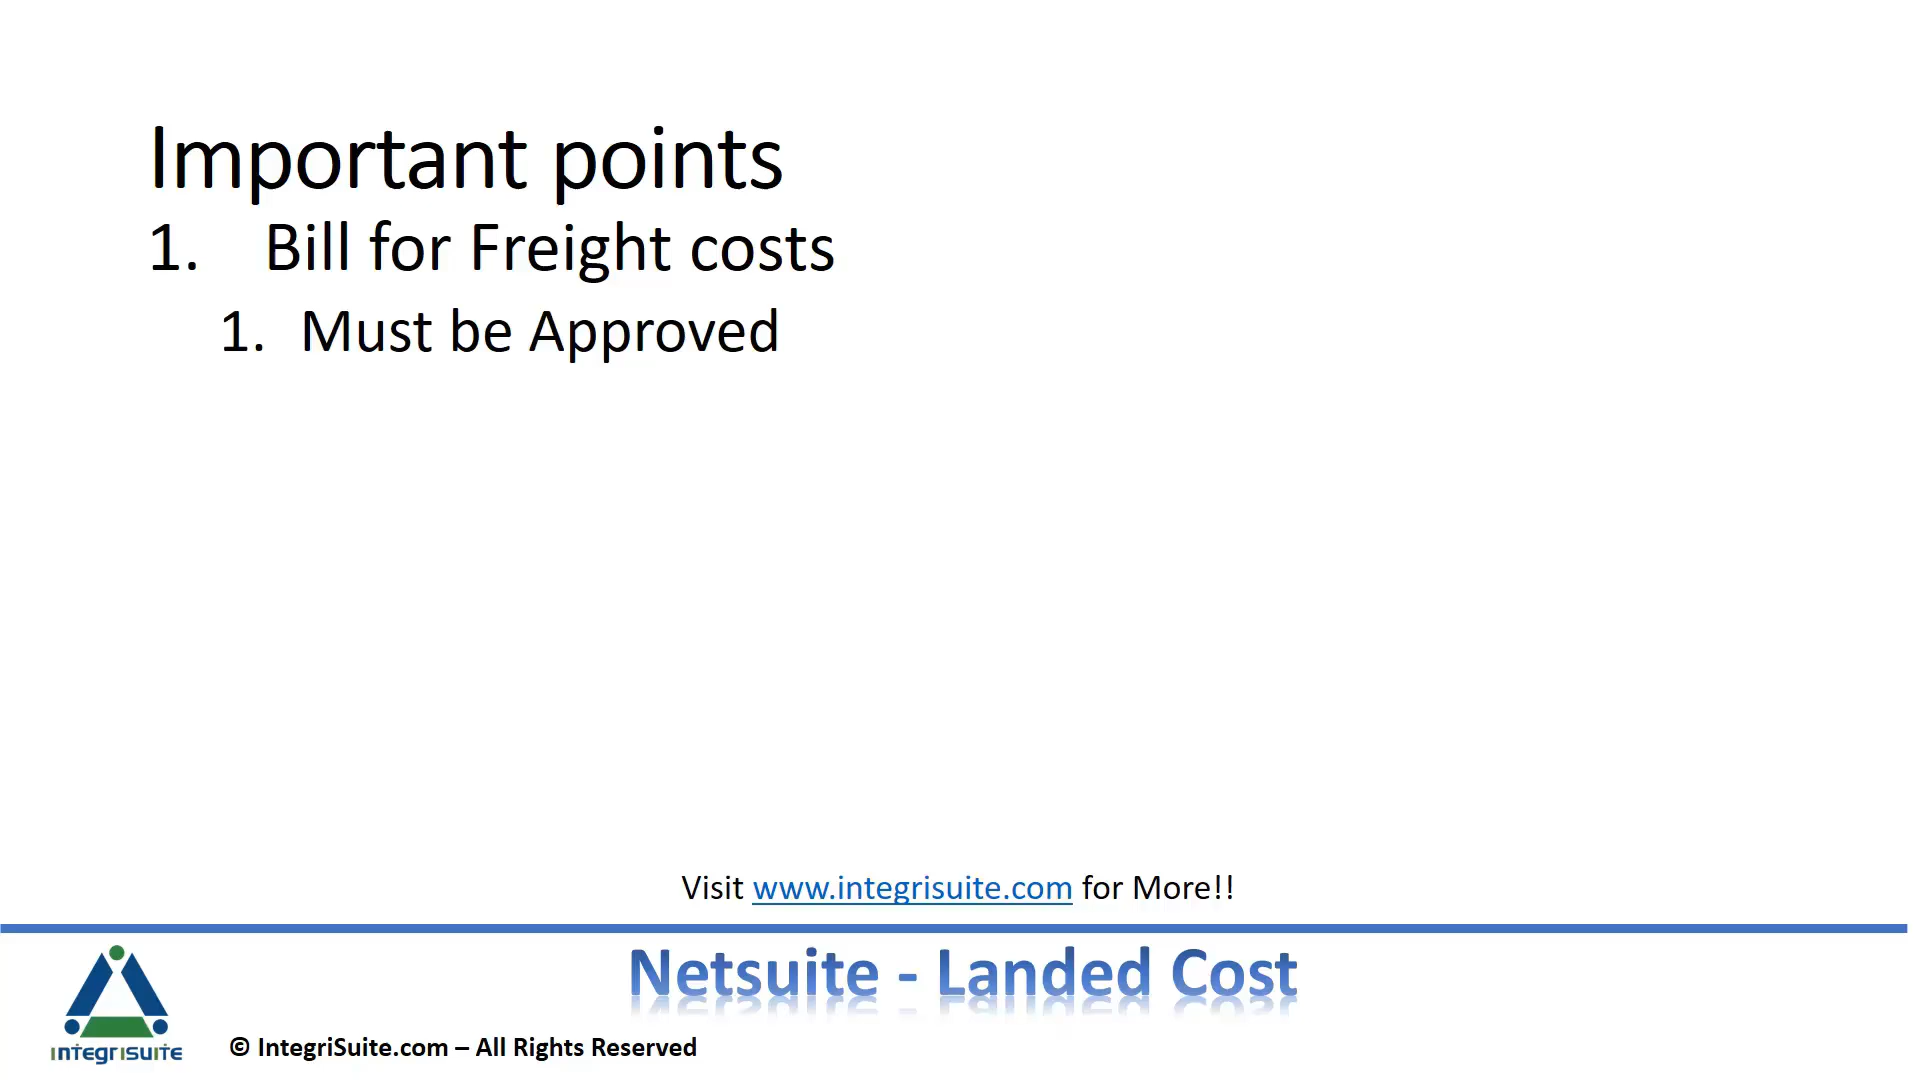 Important points
1. Bill for Freight costs
1. Must be Approved
Visit www.integrisuite.com for More!!
Netsuite - Landed Cost
INTEGRISUITE
© IntegriSuite.com – All Rights Reserved